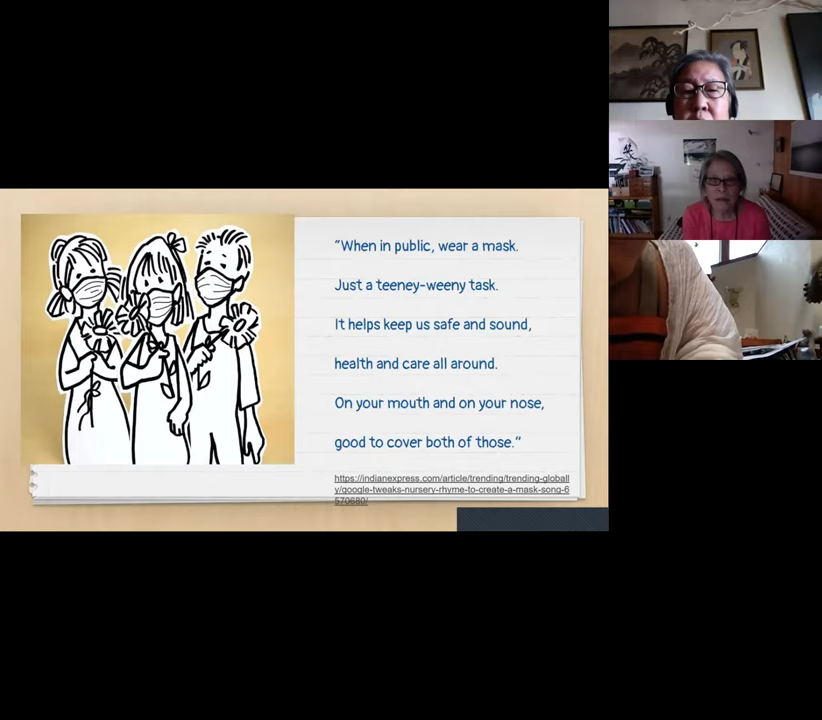 "When in public, wear a mask.
Just a teeney-weeny task.
It helps keep us safe and sound,
health and care all around.
On your mouth and on your nose,
good to cover both of those."
https://indianexpress.com/article/trending/trending-globall
y/google-tweaks-nursery-rhyme-to-create-a-mask-song-6
570680/